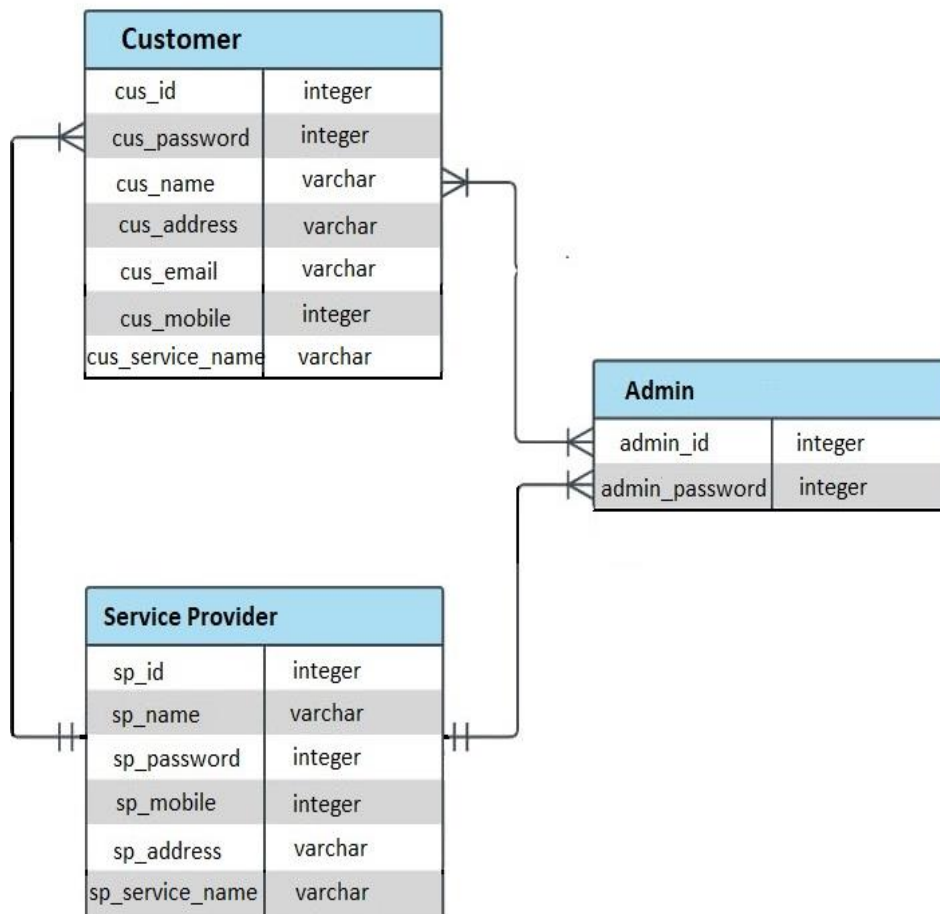 Customer
cus_id integer
cus_password integer
cus_name varchar
cus_address varchar
cus_email varchar
cus_mobile integer
cus_service_name varchar
Admin
admin_id integer
admin_password integer
Service Provider
sp_id integer
sp_name varchar
sp_password integer
sp_mobile integer
sp_address varchar
sp_service_name varchar